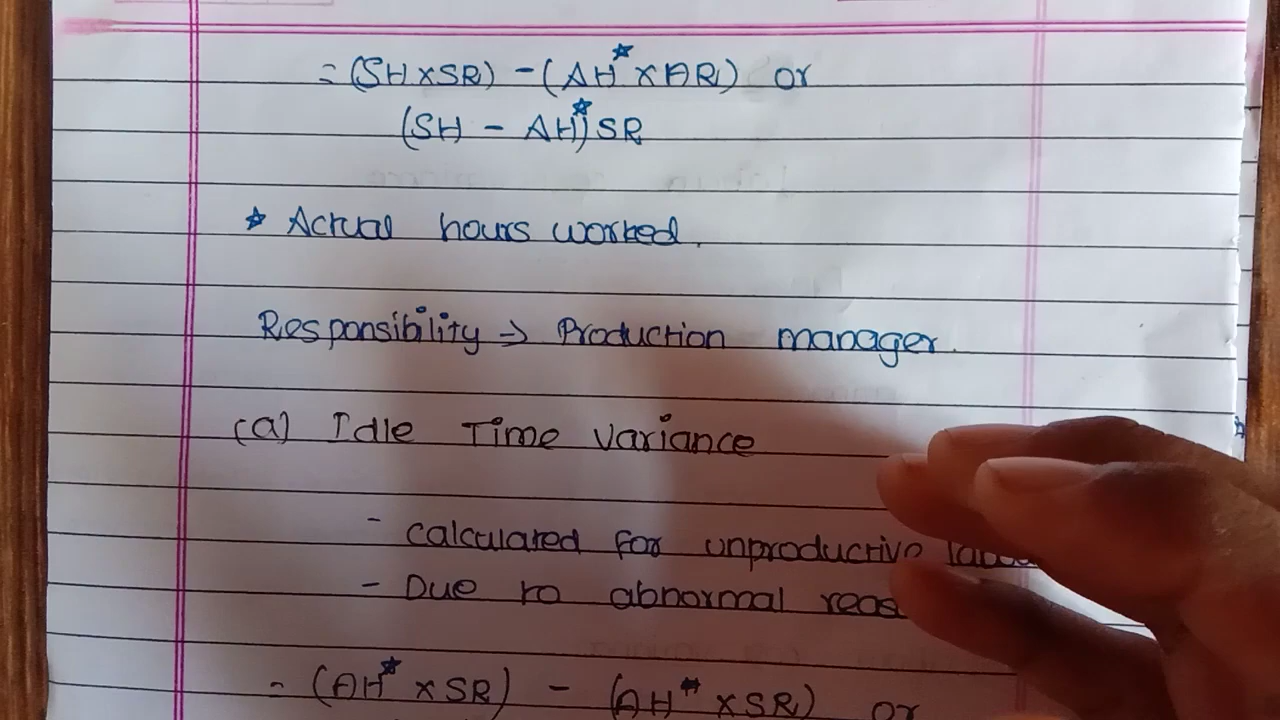 = (SH x SR) - (AH* x AR) or
(SH - AH*) SR
* Actual hours worked.
Responsibility → Production manager.
(a) Idle Time Variance
- calculated for unproductive
- Due to abnormal
= (AH* x SR) - (AH# x SR) or